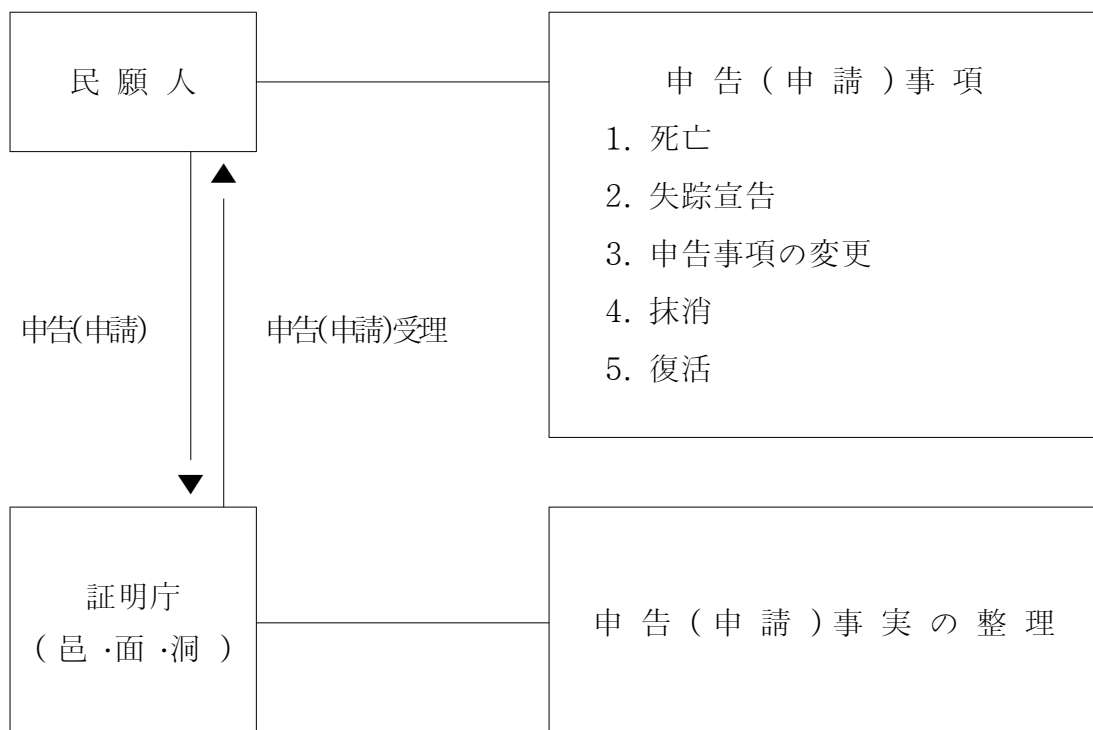 民願人
申告(申請)事項
1. 死亡
2. 失踪宣告
3. 申告事項の変更
4. 抹消
5. 復活
申告(申請)
申告(申請)受理
証明庁
(邑·面·洞)
申告(申請)事実の整理